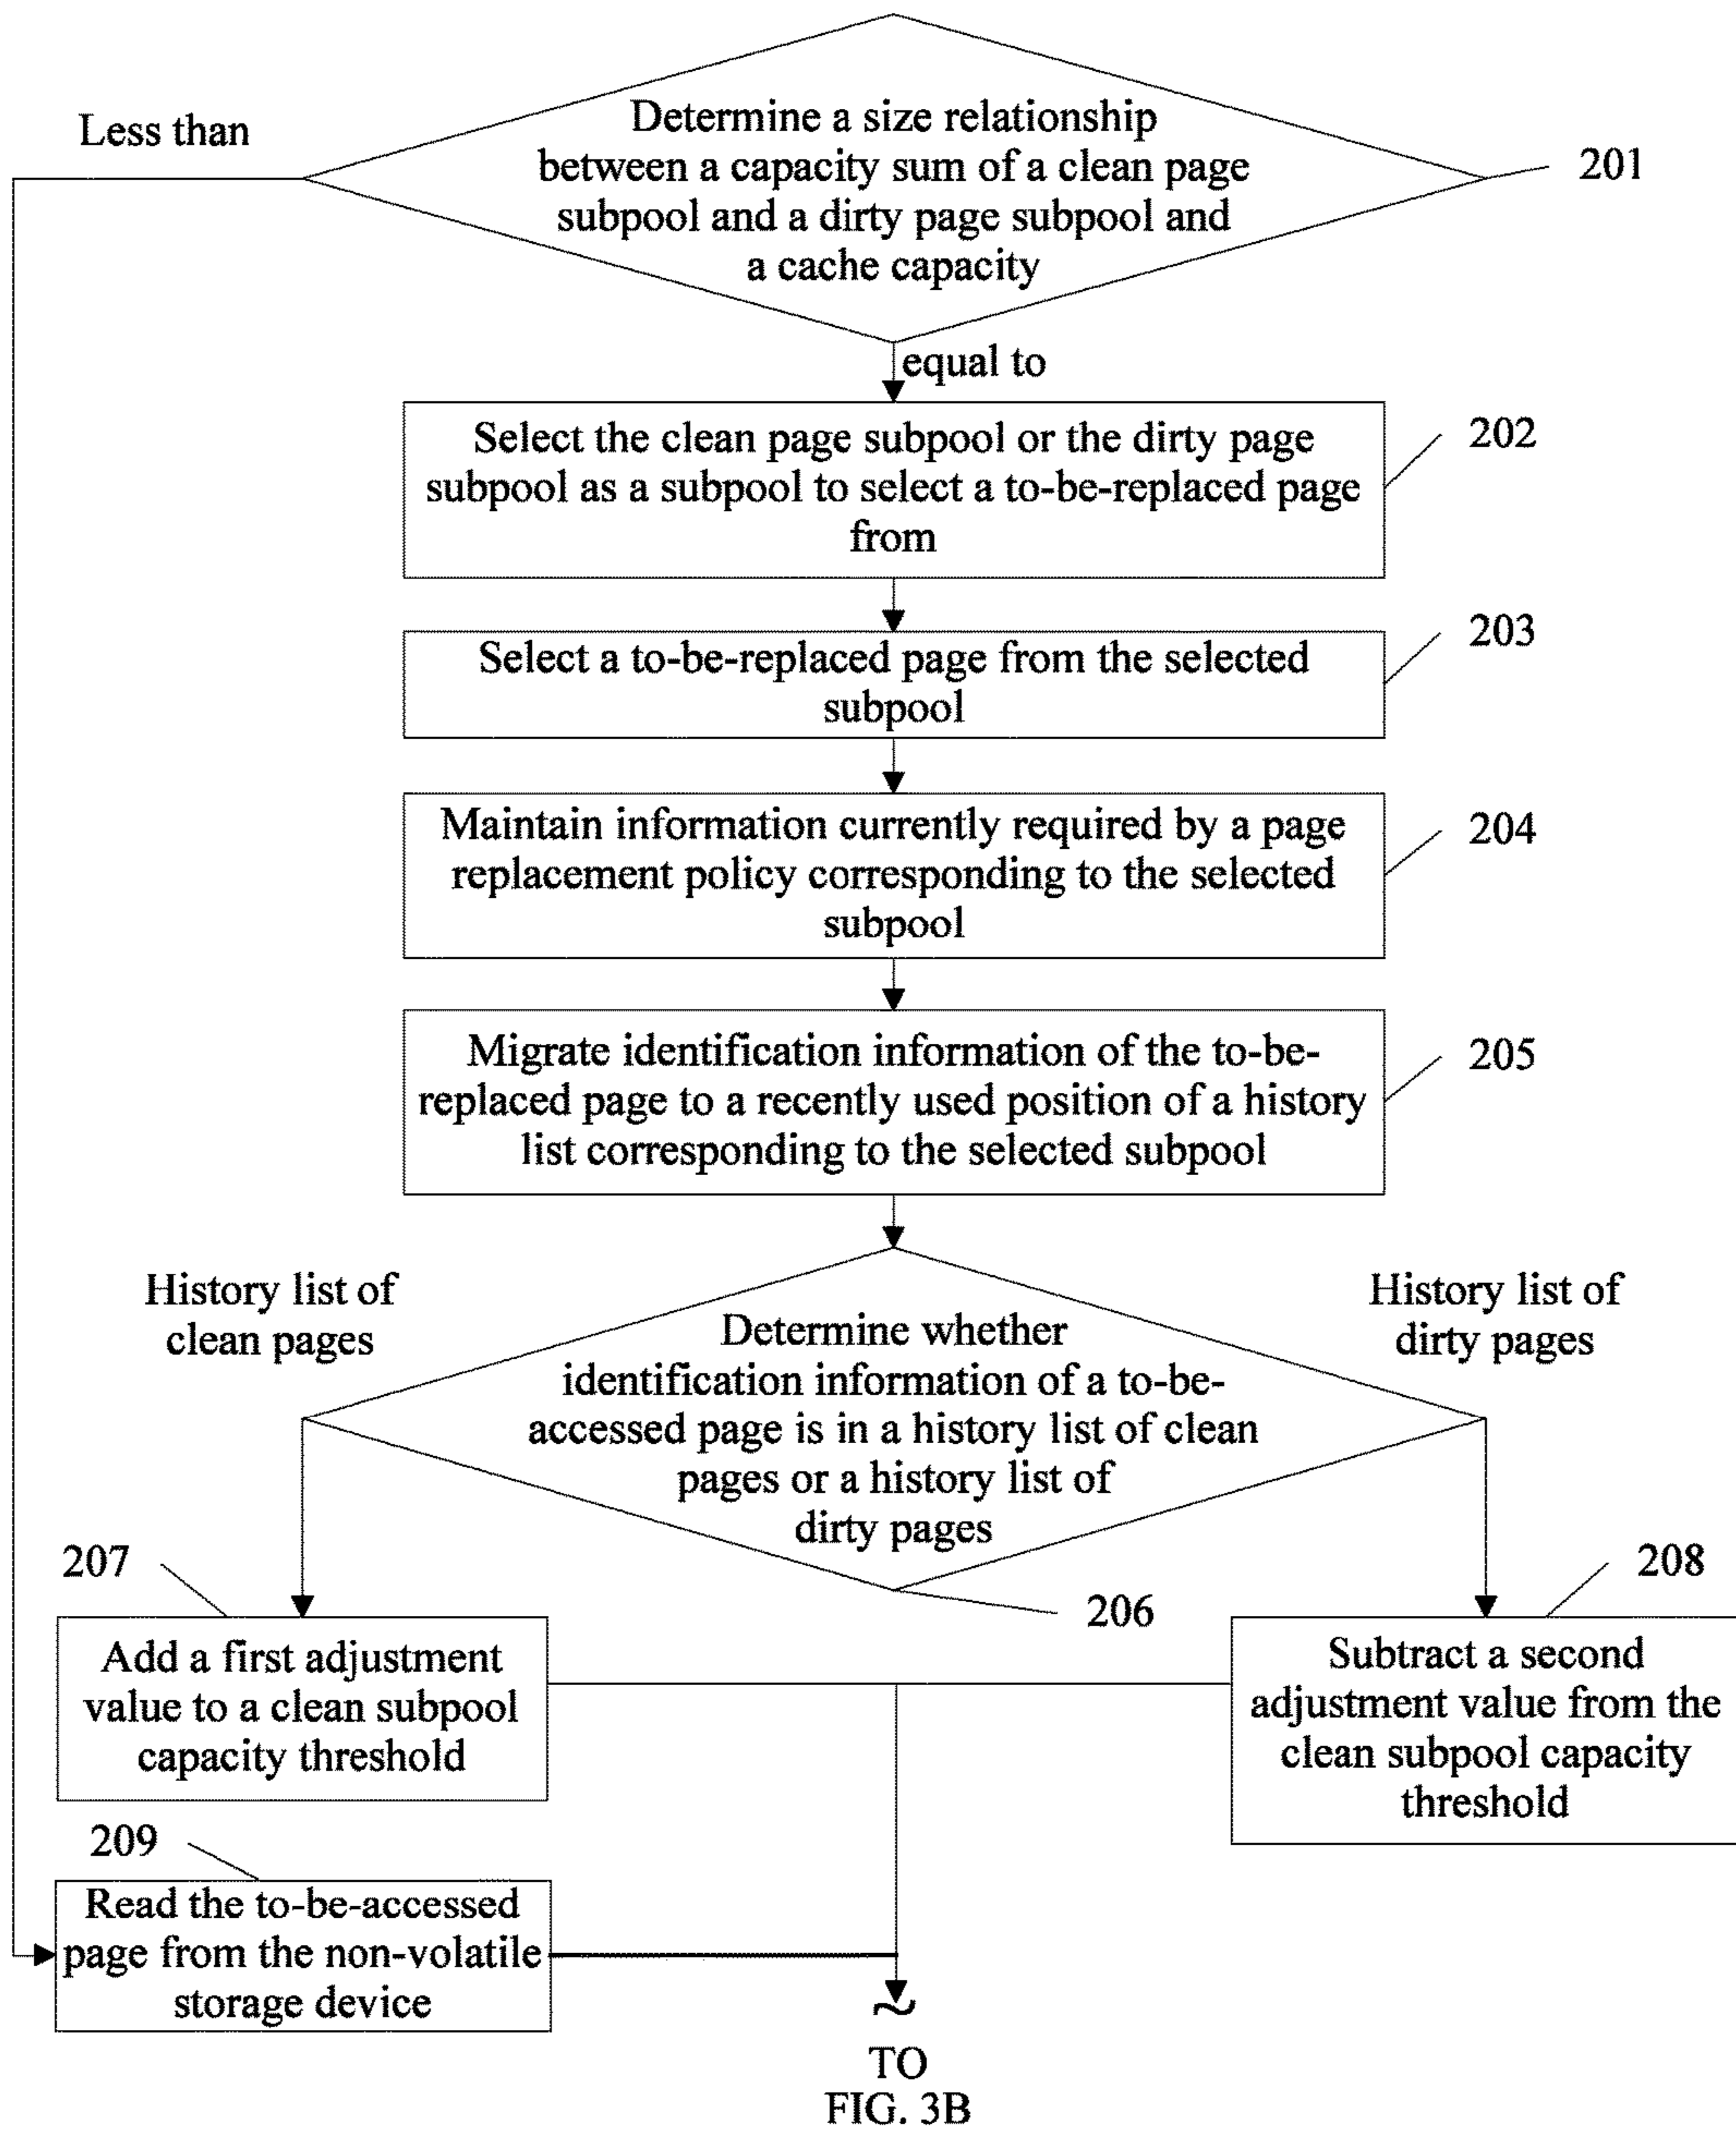 Less than
Determine a size relationship
between a capacity sum of a clean page
subpool and a dirty page subpool and
a cache capacity
201
equal to
Select the clean page subpool or the dirty page
subpool as a subpool to select a to-be-replaced page
from
202
Select a to-be-replaced page from the selected
subpool
203
Maintain information currently required by a page
replacement policy corresponding to the selected
subpool
204
Migrate identification information of the to-be-
replaced page to a recently used position of a history
list corresponding to the selected subpool
205
History list of
clean pages
History list of
dirty pages
Determine whether
identification information of a to-be-
accessed page is in a history list of clean
pages or a history list of
dirty pages
206
207
Add a first adjustment
value to a clean subpool
capacity threshold
208
Subtract a second
adjustment value from the
clean subpool capacity
threshold
209
Read the to-be-accessed
page from the non-volatile
storage device
TO
FIG. 3B